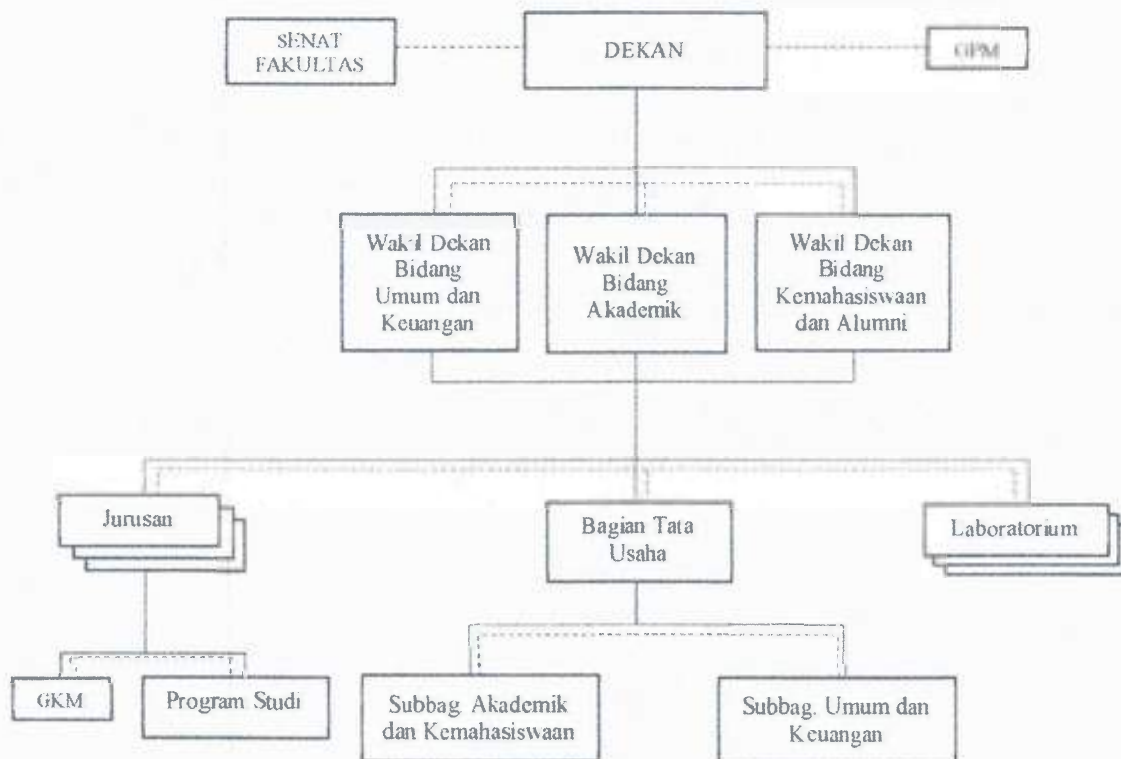 SENAT
FAKULTAS
DEKAN
GPM
Wakil Dekan
Bidang
Umum dan
Keuangan
Wakil Dekan
Bidang
Akademik
Wakil Dekan
Bidang
Kemahasiswaan
dan Alumni
Jurusan
Bagian Tata
Usaha
Laboratorium
GKM
Program Studi
Subbag. Akademik
dan Kemahasiswaan
Subbag. Umum dan
Keuangan